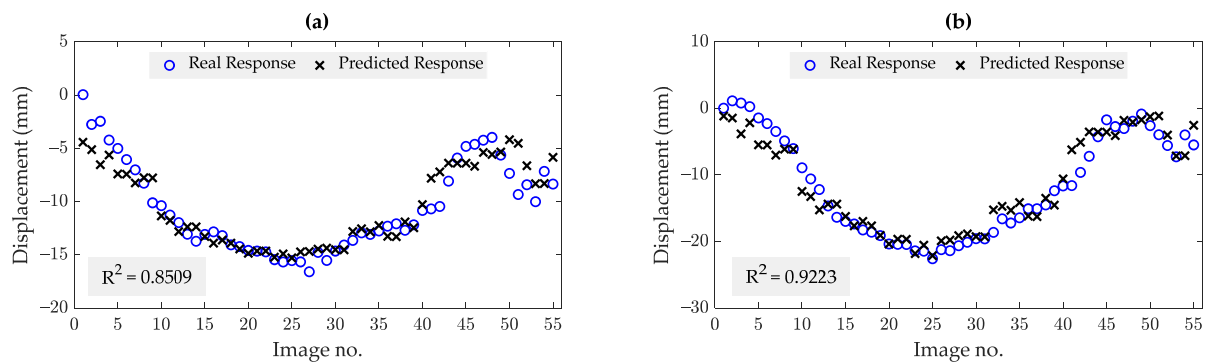 (a)
5
0
−5
−10
−15
−20
Displacement (mm)
Real Response Predicted Response
R² = 0.8509
0 5 10 15 20 25 30 35 40 45 50 55
Image no.
(b)
10
0
−10
−20
−30
Displacement (mm)
Real Response Predicted Response
R² = 0.9223
0 5 10 15 20 25 30 35 40 45 50 55
Image no.